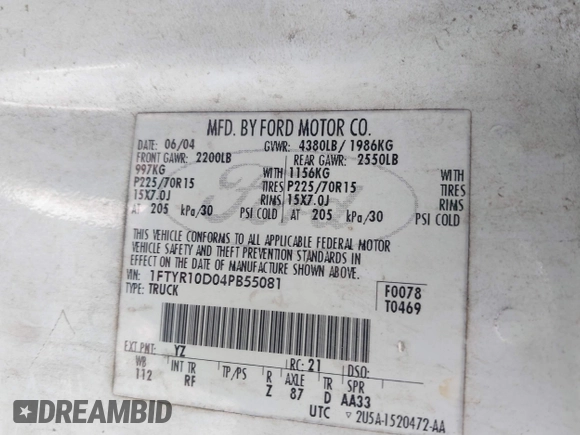 MFD. BY FORD MOTOR CO.
DATE: 06/04 GVWR: 4380LB/ 1986KG
FRONT GAWR: 2200LB REAR GAWR: 2550LB
997KG WITH 1156KG WITH
P225/70R15 TIRES P225/70R15 TIRES
15X7.0J RIMS 15X7.0J RIMS
AT 205 kPa/30 PSI COLD AT 205 kPa/30 PSI COLD
Ford
THIS VEHICLE CONFORMS TO ALL APPLICABLE FEDERAL MOTOR
VEHICLE SAFETY AND THEFT PREVENTION STANDARDS IN
EFFECT ON THE DATE OF MANUFACTURE SHOWN ABOVE.
VIN: 1FTYR10D04PB55081 F0078
TYPE: TRUCK T0469
EXT PNT: YZ RC: 21 DSO:
WB INT TR TP/PS R AXLE TR SPR
112 RF Z 87 D AA33
UTC ▽ 2U5A-1520472-AA
DREAMBID